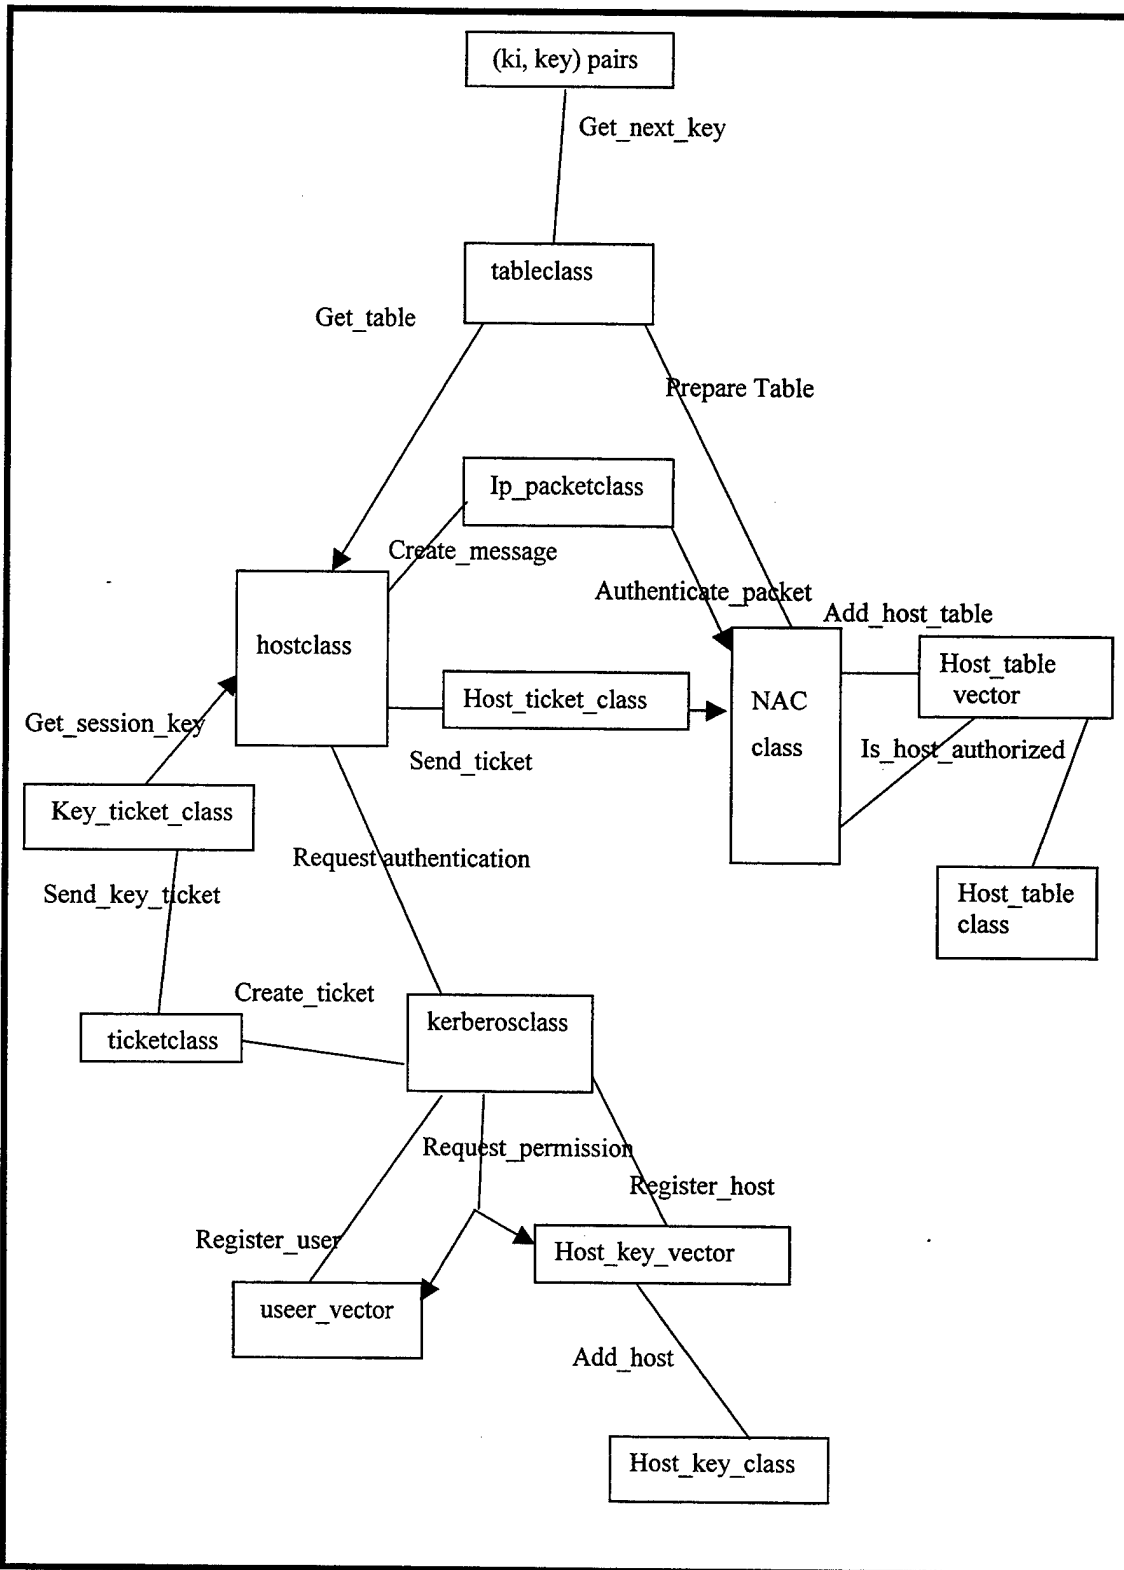 (ki, key) pairs
Get_next_key
tableclass
Get_table
Prepare Table
Ip_packetclass
Create_message
Authenticate_packet
Add_host_table
hostclass
Host_table
vector
Host_ticket_class
NAC
class
Get_session_key
Send_ticket
Is_host_authorized
Key_ticket_class
Request authentication
Send_key_ticket
Host_table
class
Create_ticket
kerberosclass
ticketclass
Request_permission
Register_host
Register_user
Host_key_vector
useer_vector
Add_host
Host_key_class